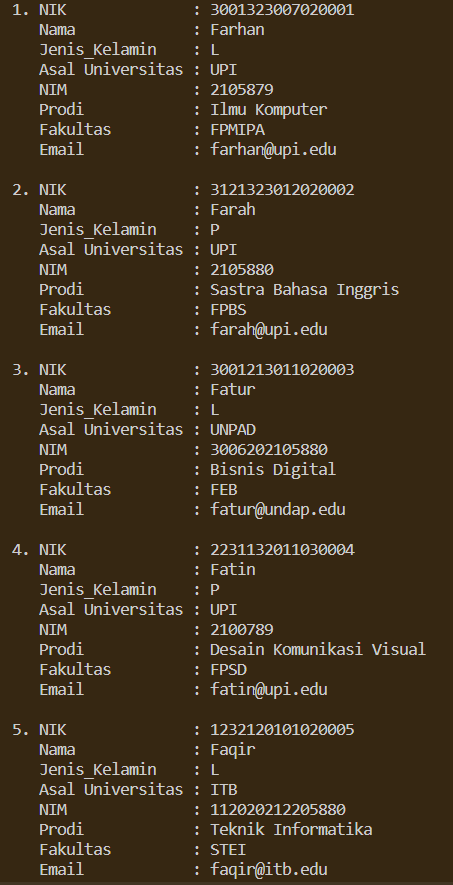 1. NIK : 3001323007020001
Nama : Farhan
Jenis_Kelamin : L
Asal Universitas : UPI
NIM : 2105879
Prodi : Ilmu Komputer
Fakultas : FPMIPA
Email : farhan@upi.edu
2. NIK : 3121323012020002
Nama : Farah
Jenis_Kelamin : P
Asal Universitas : UPI
NIM : 2105880
Prodi : Sastra Bahasa Inggris
Fakultas : FPBS
Email : farah@upi.edu
3. NIK : 3001213011020003
Nama : Fatur
Jenis_Kelamin : L
Asal Universitas : UNPAD
NIM : 3006202105880
Prodi : Bisnis Digital
Fakultas : FEB
Email : fatur@undap.edu
4. NIK : 2231132011030004
Nama : Fatin
Jenis_Kelamin : P
Asal Universitas : UPI
NIM : 2100789
Prodi : Desain Komunikasi Visual
Fakultas : FPSD
Email : fatin@upi.edu
5. NIK : 1232120101020005
Nama : Faqir
Jenis_Kelamin : L
Asal Universitas : ITB
NIM : 112020212205880
Prodi : Teknik Informatika
Fakultas : STEI
Email : faqir@itb.edu